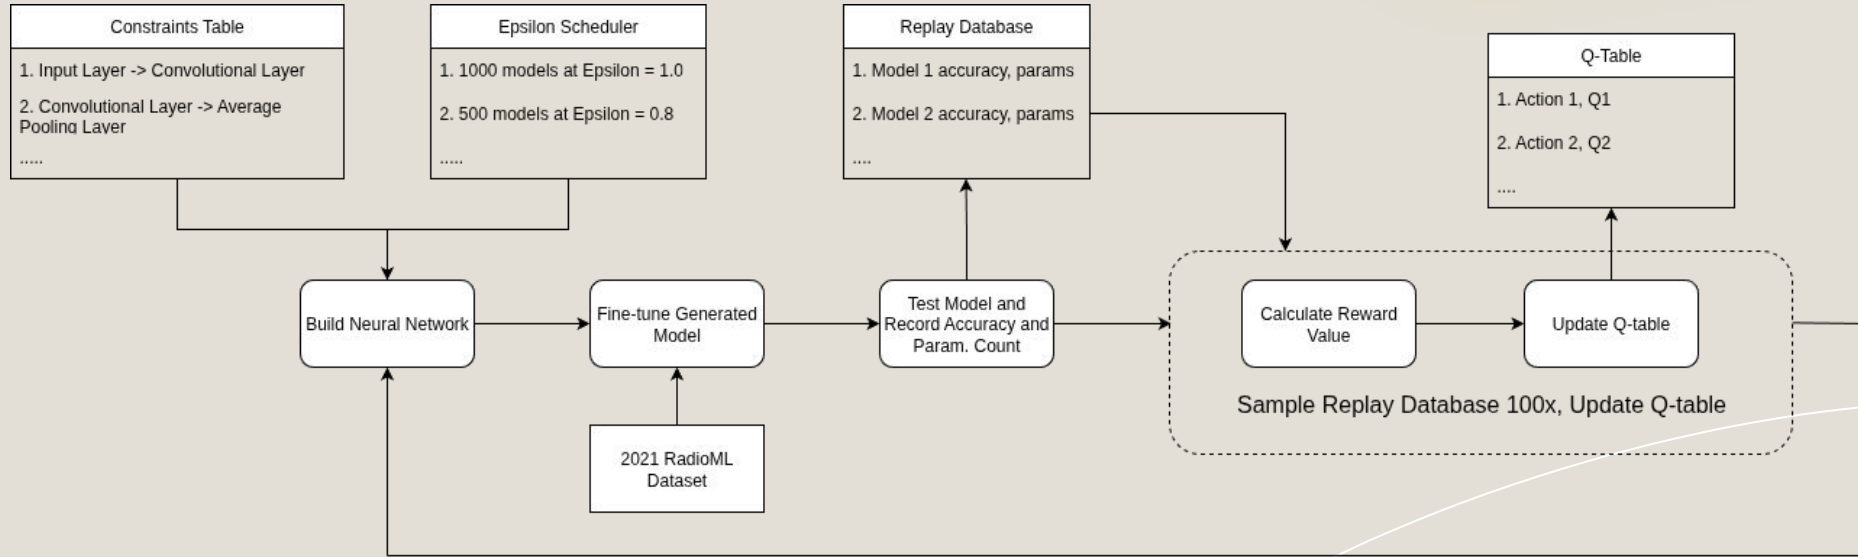 Constraints Table
1. Input Layer -> Convolutional Layer
2. Convolutional Layer -> Average
Pooling Layer
.....
Epsilon Scheduler
1. 1000 models at Epsilon = 1.0
2. 500 models at Epsilon = 0.8
.....
Replay Database
1. Model 1 accuracy, params
2. Model 2 accuracy, params
....
Q-Table
1. Action 1, Q1
2. Action 2, Q2
....
Build Neural Network
Fine-tune Generated
Model
Test Model and
Record Accuracy and
Param. Count
Calculate Reward
Value
Update Q-table
Sample Replay Database 100x, Update Q-table
2021 RadioML
Dataset